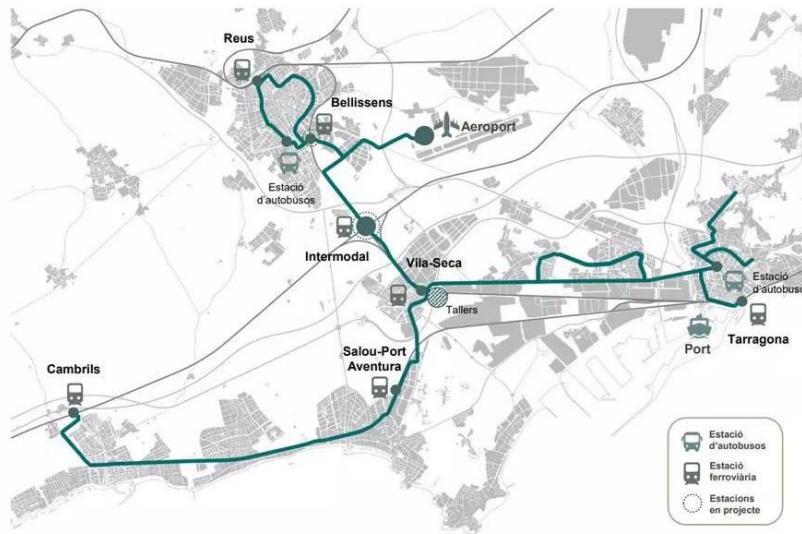 Reus
Bellissens
Aeroport
Estació
d'autobusos
Intermodal
Vila-Seca
Tallers
Estació
d'autobusos
Port
Tarragona
Salou-Port
Aventura
Cambrils
Estació
d'autobusos
Estació
ferroviària
Estacions
en projecte